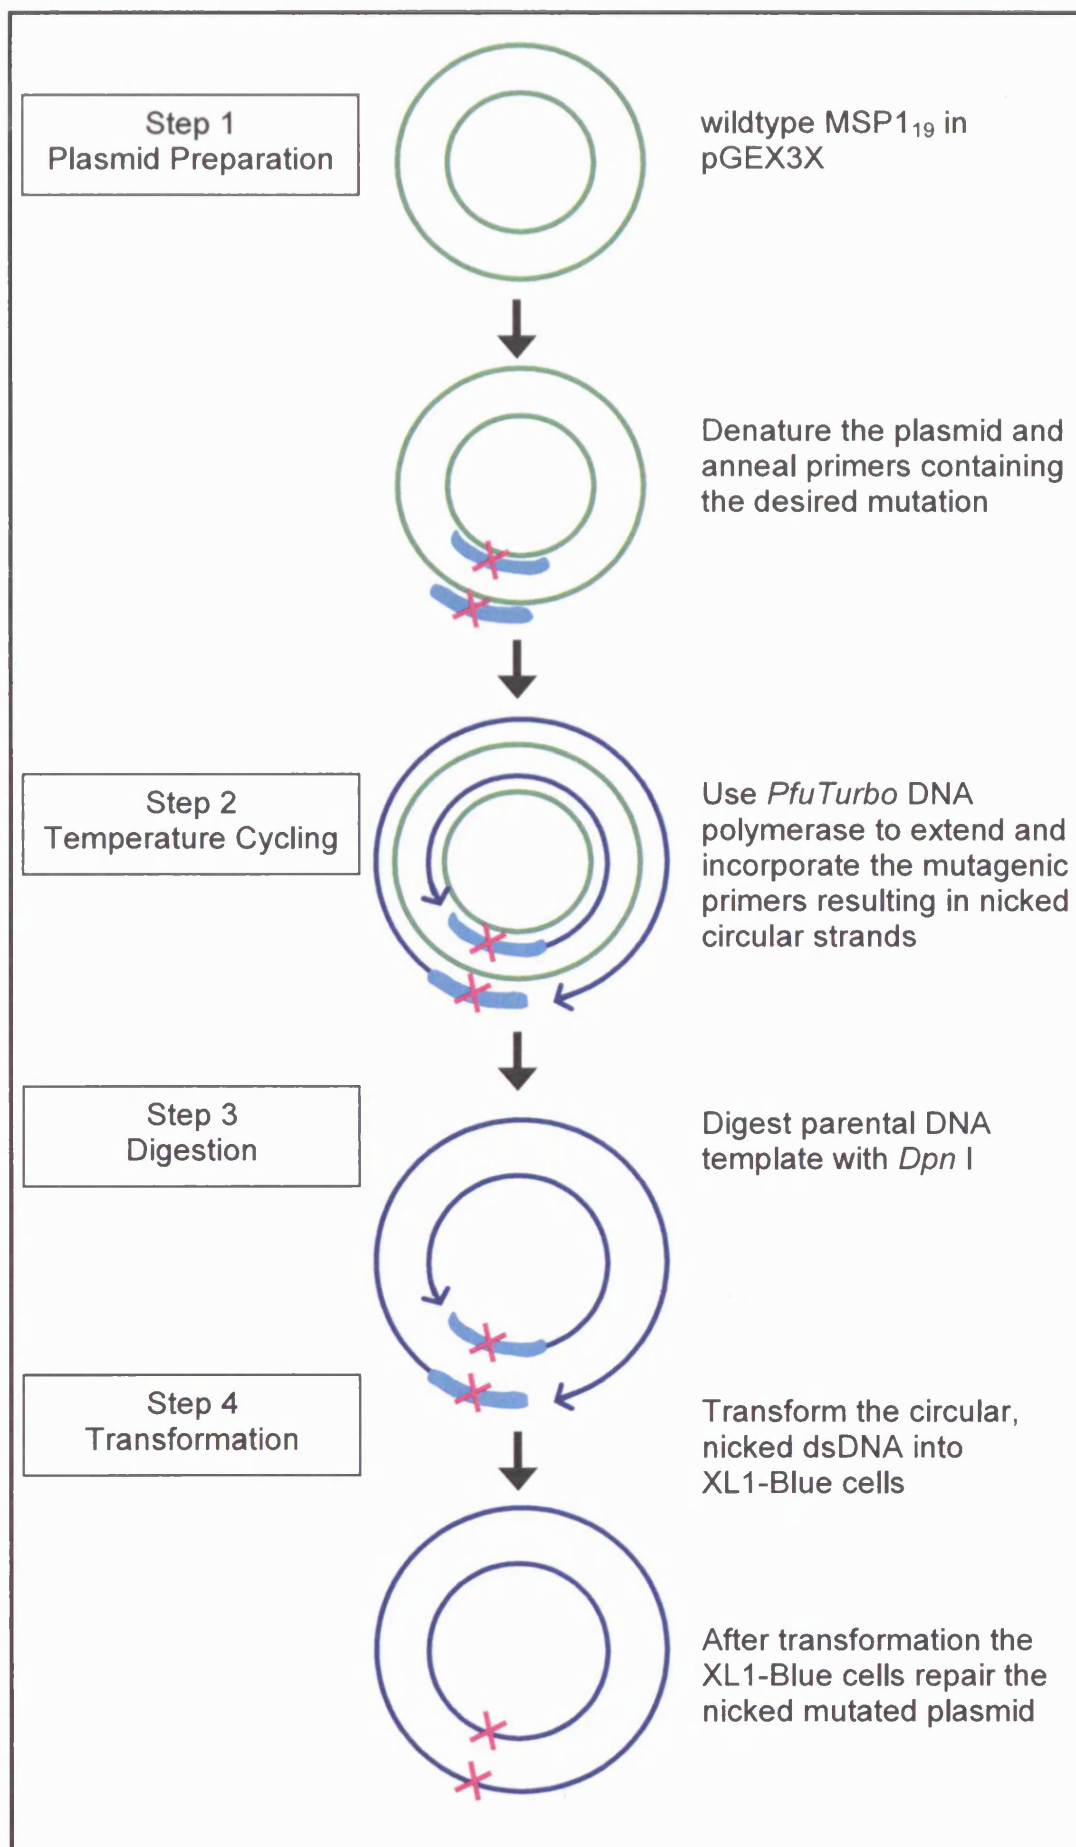 Step 1
Plasmid Preparation
wildtype MSP1₁₉ in
pGEX3X
Denature the plasmid and
anneal primers containing
the desired mutation
Step 2
Temperature Cycling
Use PfuTurbo DNA
polymerase to extend and
incorporate the mutagenic
primers resulting in nicked
circular strands
Step 3
Digestion
Digest parental DNA
template with Dpn I
Step 4
Transformation
Transform the circular,
nicked dsDNA into
XL1-Blue cells
After transformation the
XL1-Blue cells repair the
nicked mutated plasmid